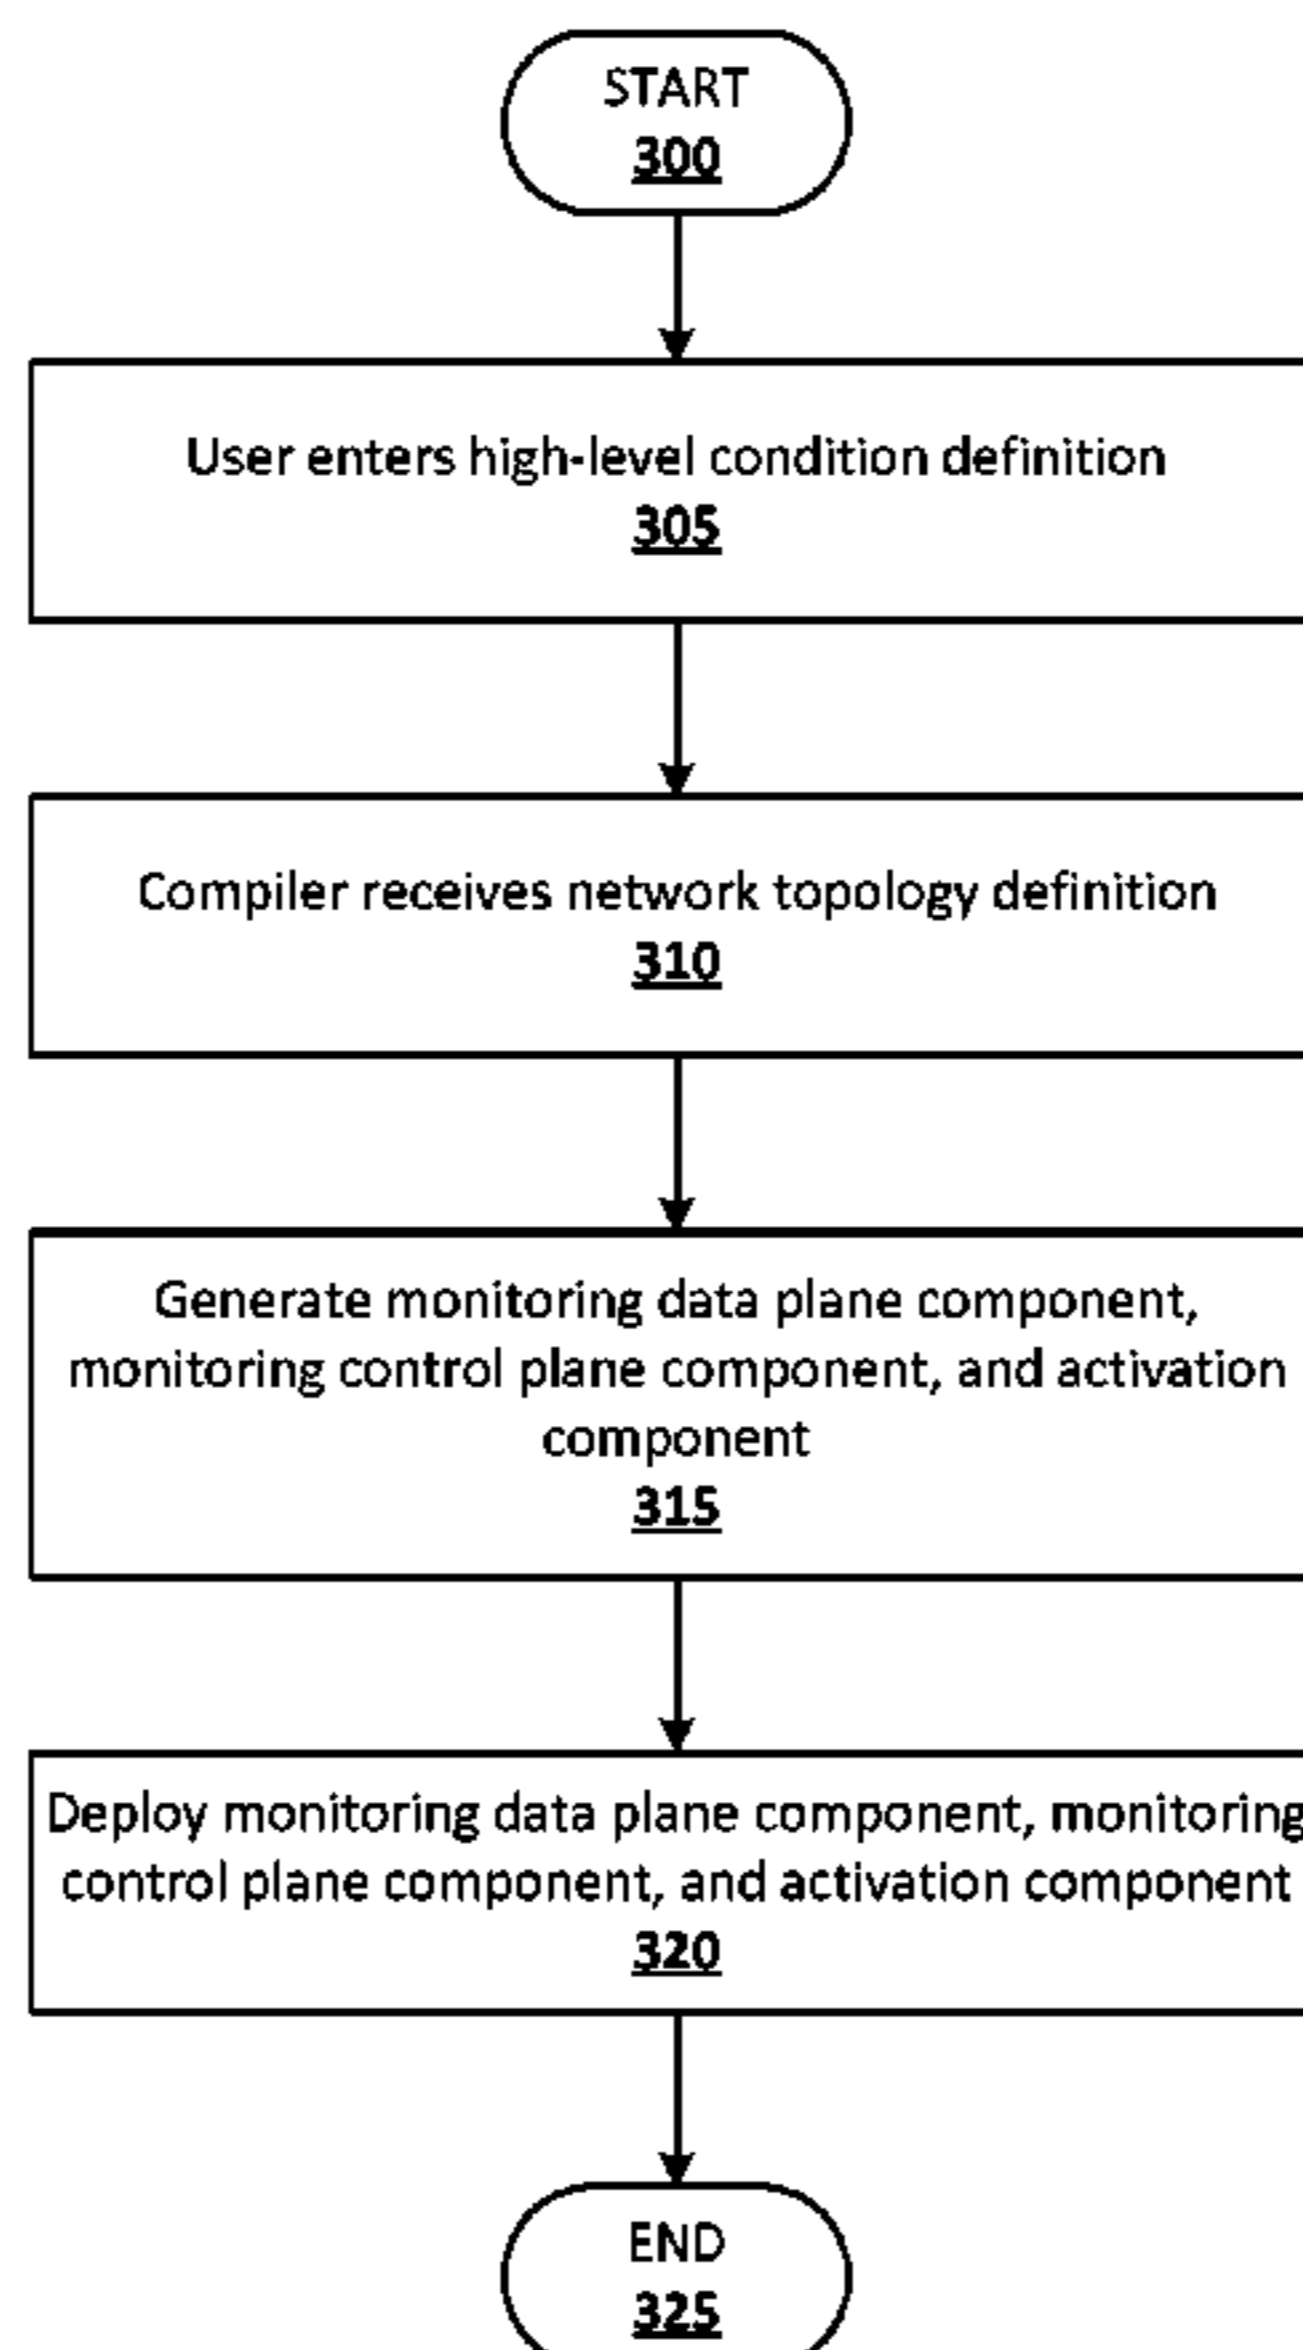 START
300
User enters high-level condition definition
305
Compiler receives network topology definition
310
Generate monitoring data plane component,
monitoring control plane component, and activation
component
315
Deploy monitoring data plane component, monitoring
control plane component, and activation component
320
END
325